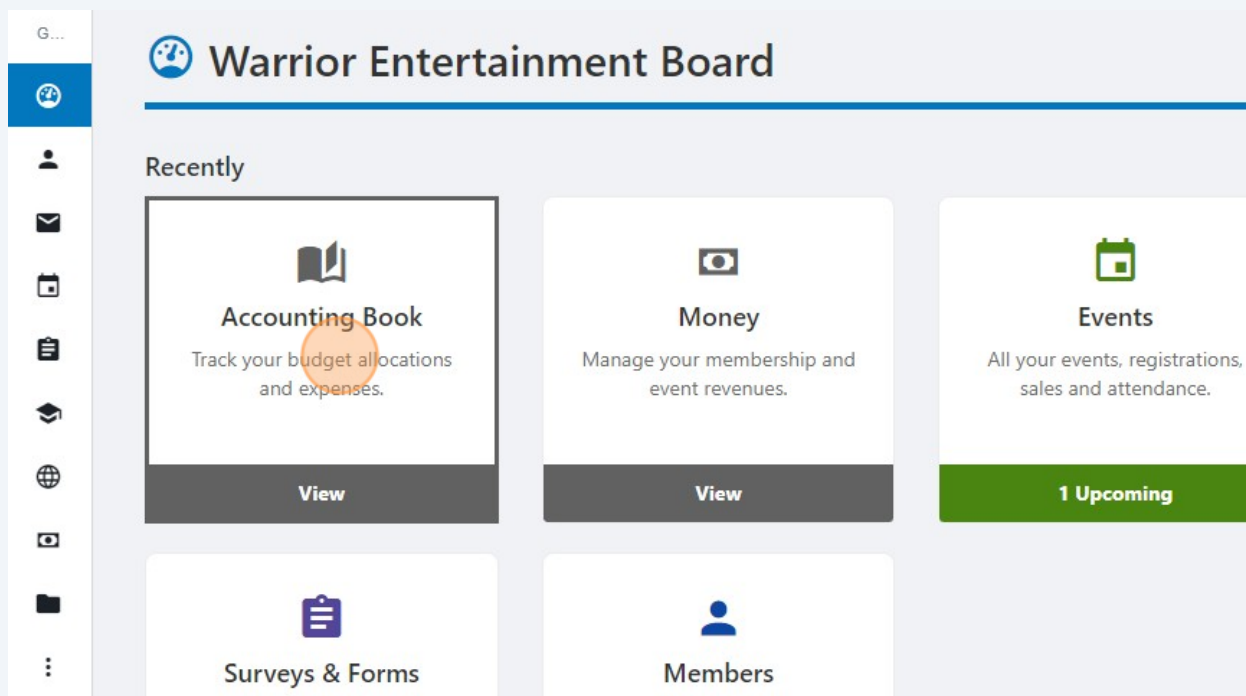 G...
Warrior Entertainment Board
Recently
Accounting Book
Track your budget allocations
and expenses.
View
Money
Manage your membership and
event revenues.
View
Events
All your events, registrations,
sales and attendance.
1 Upcoming
Surveys & Forms
Members